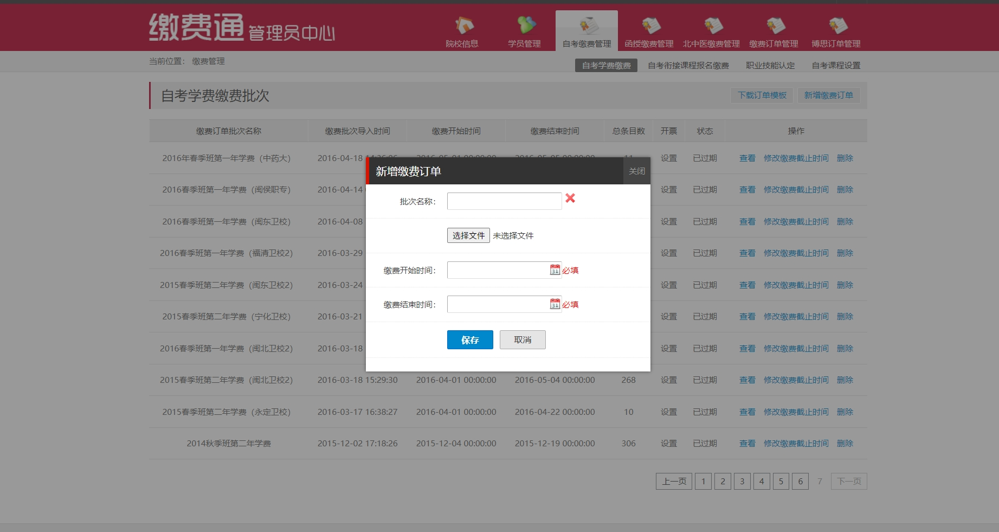 缴费通 管理员中心
院校信息 学员管理 自考缴费管理 函授缴费管理 北中医缴费管理 缴费订单管理 博思订单管理
当前位置： 缴费管理
自考学费缴费 自考衔接课程报名缴费 职业技能认定 自考课程设置
自考学费缴费批次 下载订单模板 新增缴费订单
缴费订单批次名称 缴费批次导入时间 缴费开始时间 缴费结束时间 总条目数 开票 状态 操作
2016年春季班第一年学费（中药大） 2016-04-18 设置 已过期 查看 修改缴费截止时间 删除
2016春季班第一年学费（闽侯职专） 2016-04-14 设置 已过期 查看 修改缴费截止时间 删除
2016春季班第一年学费（闽东卫校） 2016-04-08 设置 已过期 查看 修改缴费截止时间 删除
2016春季班第一年学费（福清卫校2） 2016-03-29 设置 已过期 查看 修改缴费截止时间 删除
2015春季班第二年学费（闽东卫校2） 2016-03-24 设置 已过期 查看 修改缴费截止时间 删除
2015春季班第二年学费（宁化卫校） 2016-03-21 设置 已过期 查看 修改缴费截止时间 删除
2016春季班第一年学费（闽北卫校2） 2016-03-18 设置 已过期 查看 修改缴费截止时间 删除
2015春季班第二年学费（闽北卫校2） 2016-03-18 15:29:30 2016-04-01 00:00:00 2016-05-04 00:00:00 268 设置 已过期 查看 修改缴费截止时间 删除
2015春季班第二年学费（永定卫校） 2016-03-17 16:38:27 2016-04-01 00:00:00 2016-04-22 00:00:00 10 设置 已过期 查看 修改缴费截止时间 删除
2014秋季班第二年学费 2015-12-02 17:18:26 2015-12-04 00:00:00 2015-12-19 00:00:00 306 设置 已过期 查看 修改缴费截止时间 删除
上一页 1 2 3 4 5 6 7 下一页
新增缴费订单 关闭
批次名称：
选择文件 未选择文件
缴费开始时间： 31 必填
缴费结束时间： 31 必填
保存 取消